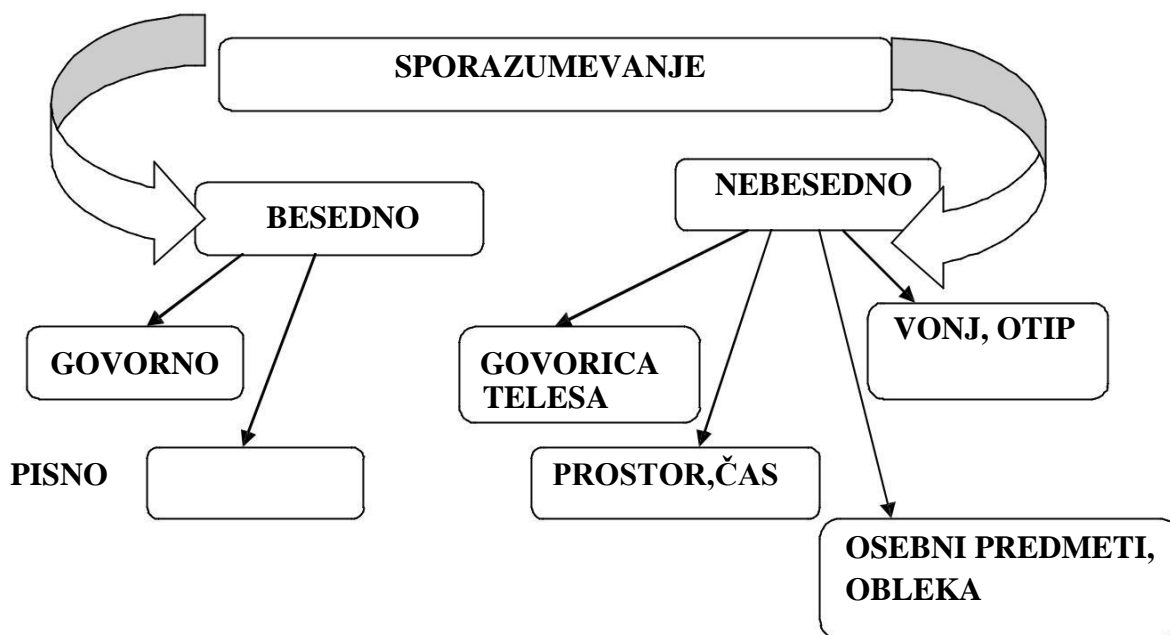 SPORAZUMEVANJE
BESEDNO
NEBESEDNO
GOVORNO
PISNO
GOVORICA
TELESA
PROSTOR,ČAS
VONJ, OTIP
OSEBNI PREDMETI,
OBLEKA